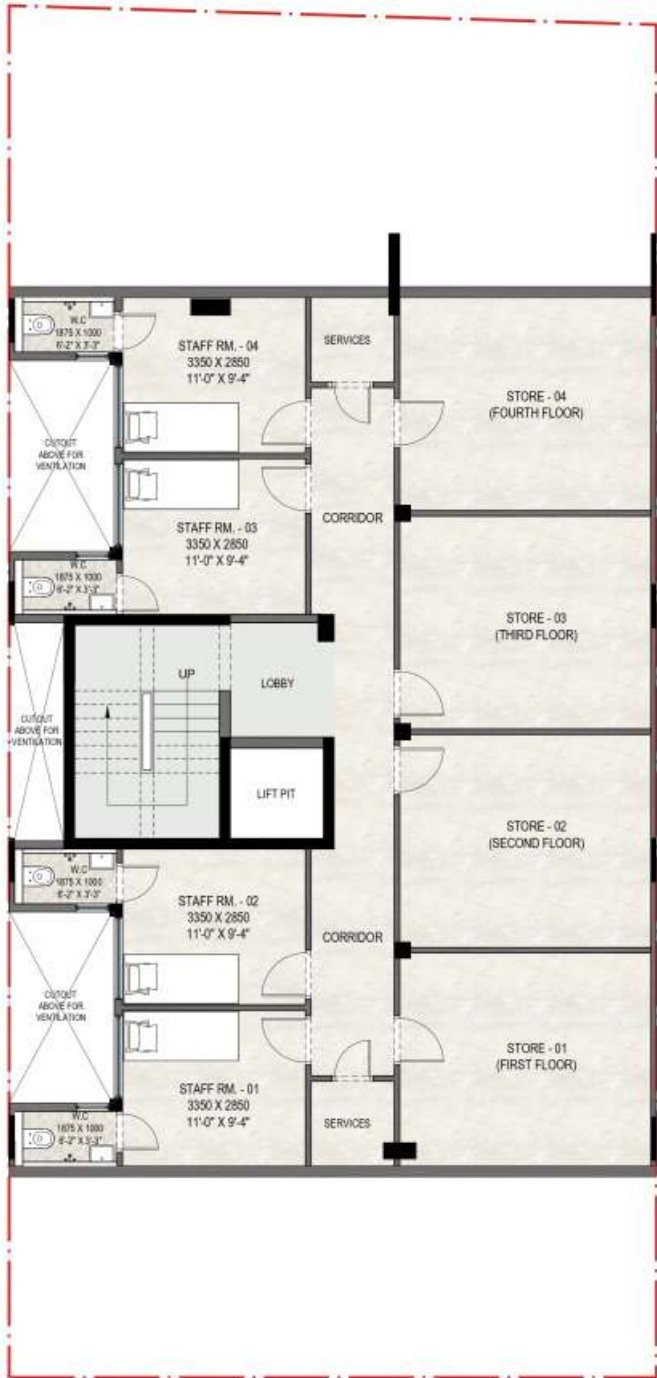 W.C
1875 X 1000
6'-2" X 3'-3"
STAFF RM. - 04
3350 X 2850
11'-0" X 9'-4"
SERVICES
STORE - 04
(FOURTH FLOOR)
CUTOUT
ABOVE FOR
VENTILATION
CORRIDOR
STAFF RM. - 03
3350 X 2850
11'-0" X 9'-4"
W.C
1875 X 1000
6'-2" X 3'-3"
STORE - 03
(THIRD FLOOR)
UP
LOBBY
CUTOUT
ABOVE FOR
VENTILATION
LIFT PIT
STORE - 02
(SECOND FLOOR)
W.C
1875 X 1000
6'-2" X 3'-3"
STAFF RM. - 02
3350 X 2850
11'-0" X 9'-4"
CORRIDOR
CUTOUT
ABOVE FOR
VENTILATION
STORE - 01
(FIRST FLOOR)
STAFF RM. - 01
3350 X 2850
11'-0" X 9'-4"
W.C
1875 X 1000
6'-2" X 3'-3"
SERVICES